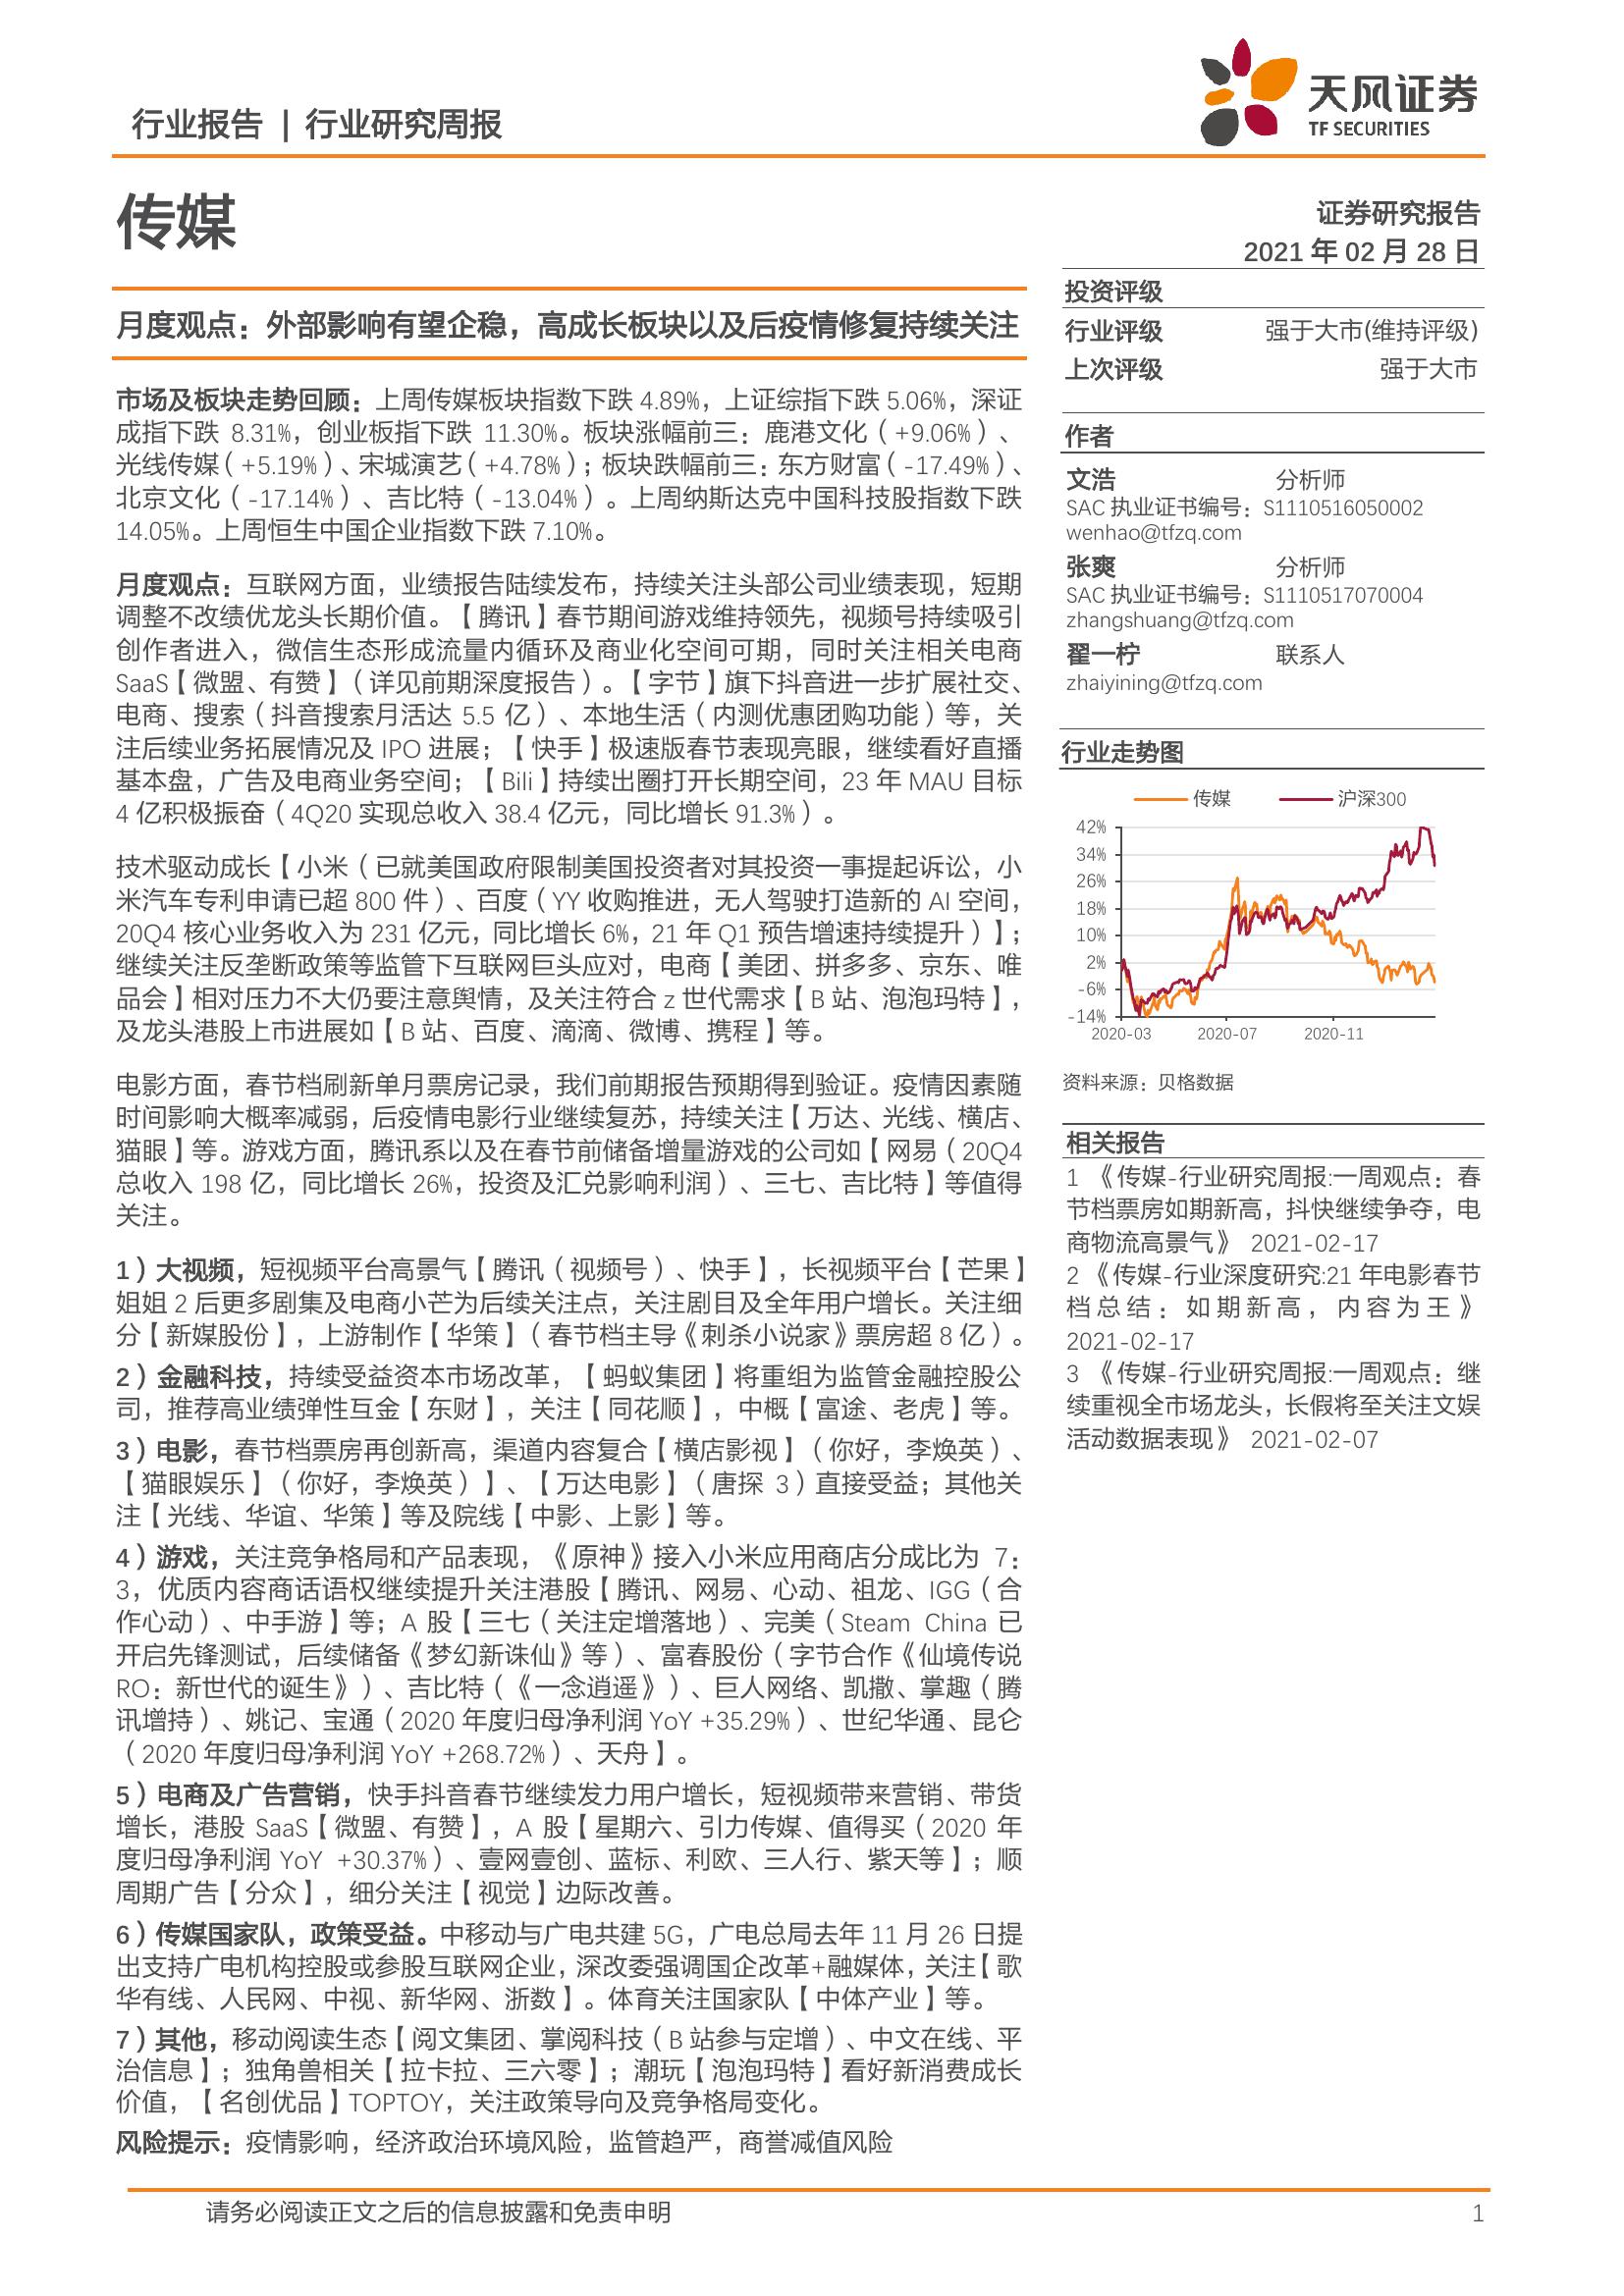 行业报告 | 行业研究周报
天风证券
TF SECURITIES
传媒
证券研究报告
2021 年 02 月 28 日
月度观点：外部影响有望企稳，高成长板块以及后疫情修复持续关注
市场及板块走势回顾：上周传媒板块指数下跌 4.89%，上证综指下跌 5.06%，深证
成指下跌 8.31%，创业板指下跌 11.30%。板块涨幅前三：鹿港文化（+9.06%）、
光线传媒（+5.19%）、宋城演艺（+4.78%）；板块跌幅前三：东方财富（-17.49%）、
北京文化（-17.14%）、吉比特（-13.04%）。上周纳斯达克中国科技股指数下跌
14.05%。上周恒生中国企业指数下跌 7.10%。
月度观点：互联网方面，业绩报告陆续发布，持续关注头部公司业绩表现，短期
调整不改绩优龙头长期价值。【腾讯】春节期间游戏维持领先，视频号持续吸引
创作者进入，微信生态形成流量内循环及商业化空间可期，同时关注相关电商
SaaS【微盟、有赞】（详见前期深度报告）。【字节】旗下抖音进一步扩展社交、
电商、搜索（抖音搜索月活达 5.5 亿）、本地生活（内测优惠团购功能）等，关
注后续业务拓展情况及 IPO 进展；【快手】极速版春节表现亮眼，继续看好直播
基本盘，广告及电商业务空间；【Bili】持续出圈打开长期空间，23 年 MAU 目标
4 亿积极振奋（4Q20 实现总收入 38.4 亿元，同比增长 91.3%）。
技术驱动成长【小米（已就美国政府限制美国投资者对其投资一事提起诉讼，小
米汽车专利申请已超 800 件）、百度（YY 收购推进，无人驾驶打造新的 AI 空间，
20Q4 核心业务收入为 231 亿元，同比增长 6%，21 年 Q1 预告增速持续提升）】；
继续关注反垄断政策等监管下互联网巨头应对，电商【美团、拼多多、京东、唯
品会】相对压力不大仍要注意舆情，及关注符合 z 世代需求【B 站、泡泡玛特】，
及龙头港股上市进展如【B 站、百度、滴滴、微博、携程】等。
电影方面，春节档刷新单月票房记录，我们前期报告预期得到验证。疫情因素随
时间影响大概率减弱，后疫情电影行业继续复苏，持续关注【万达、光线、横店、
猫眼】等。游戏方面，腾讯系以及在春节前储备增量游戏的公司如【网易（20Q4
总收入 198 亿，同比增长 26%，投资及汇兑影响利润）、三七、吉比特】等值得
关注。
1）大视频，短视频平台高景气【腾讯（视频号）、快手】，长视频平台【芒果】
姐姐 2 后更多剧集及电商小芒为后续关注点，关注剧目及全年用户增长。关注细
分【新媒股份】，上游制作【华策】（春节档主导《刺杀小说家》票房超 8 亿）。
2）金融科技，持续受益资本市场改革，【蚂蚁集团】将重组为监管金融控股公
司，推荐高业绩弹性互金【东财】，关注【同花顺】，中概【富途、老虎】等。
3）电影，春节档票房再创新高，渠道内容复合【横店影视】（你好，李焕英）、
【猫眼娱乐】（你好，李焕英）】、【万达电影】（唐探 3）直接受益；其他关
注【光线、华谊、华策】等及院线【中影、上影】等。
4）游戏，关注竞争格局和产品表现，《原神》接入小米应用商店分成比为 7：
3，优质内容商话语权继续提升关注港股【腾讯、网易、心动、祖龙、IGG（合
作心动）、中手游】等；A 股【三七（关注定增落地）、完美（Steam China 已
开启先锋测试，后续储备《梦幻新诛仙》等）、富春股份（字节合作《仙境传说
RO：新世代的诞生》）、吉比特（《一念逍遥》）、巨人网络、凯撒、掌趣（腾
讯增持）、姚记、宝通（2020 年度归母净利润 YoY +35.29%）、世纪华通、昆仑
（2020 年度归母净利润 YoY +268.72%）、天舟】。
5）电商及广告营销，快手抖音春节继续发力用户增长，短视频带来营销、带货
增长，港股 SaaS【微盟、有赞】，A 股【星期六、引力传媒、值得买（2020 年
度归母净利润 YoY +30.37%）、壹网壹创、蓝标、利欧、三人行、紫天等】；顺
周期广告【分众】，细分关注【视觉】边际改善。
6）传媒国家队，政策受益。中移动与广电共建 5G，广电总局去年 11 月 26 日提
出支持广电机构控股或参股互联网企业，深改委强调国企改革+融媒体，关注【歌
华有线、人民网、中视、新华网、浙数】。体育关注国家队【中体产业】等。
7）其他，移动阅读生态【阅文集团、掌阅科技（B 站参与定增）、中文在线、平
治信息】；独角兽相关【拉卡拉、三六零】；潮玩【泡泡玛特】看好新消费成长
价值，【名创优品】TOPTOY，关注政策导向及竞争格局变化。
风险提示：疫情影响，经济政治环境风险，监管趋严，商誉减值风险
投资评级
行业评级 强于大市(维持评级)
上次评级 强于大市
作者
文浩 分析师
SAC 执业证书编号：S1110516050002
wenhao@tfzq.com
张爽 分析师
SAC 执业证书编号：S1110517070004
zhangshuang@tfzq.com
翟一柠 联系人
zhaiyining@tfzq.com
行业走势图
传媒 沪深300
42%
34%
26%
18%
10%
2%
-6%
-14%
2020-03 2020-07 2020-11
资料来源：贝格数据
相关报告
1 《传媒-行业研究周报:一周观点：春
节档票房如期新高，抖快继续争夺，电
商物流高景气》 2021-02-17
2 《传媒-行业深度研究:21 年电影春节
档总结：如期新高，内容为王》
2021-02-17
3 《传媒-行业研究周报:一周观点：继
续重视全市场龙头，长假将至关注文娱
活动数据表现》 2021-02-07
请务必阅读正文之后的信息披露和免责申明 1